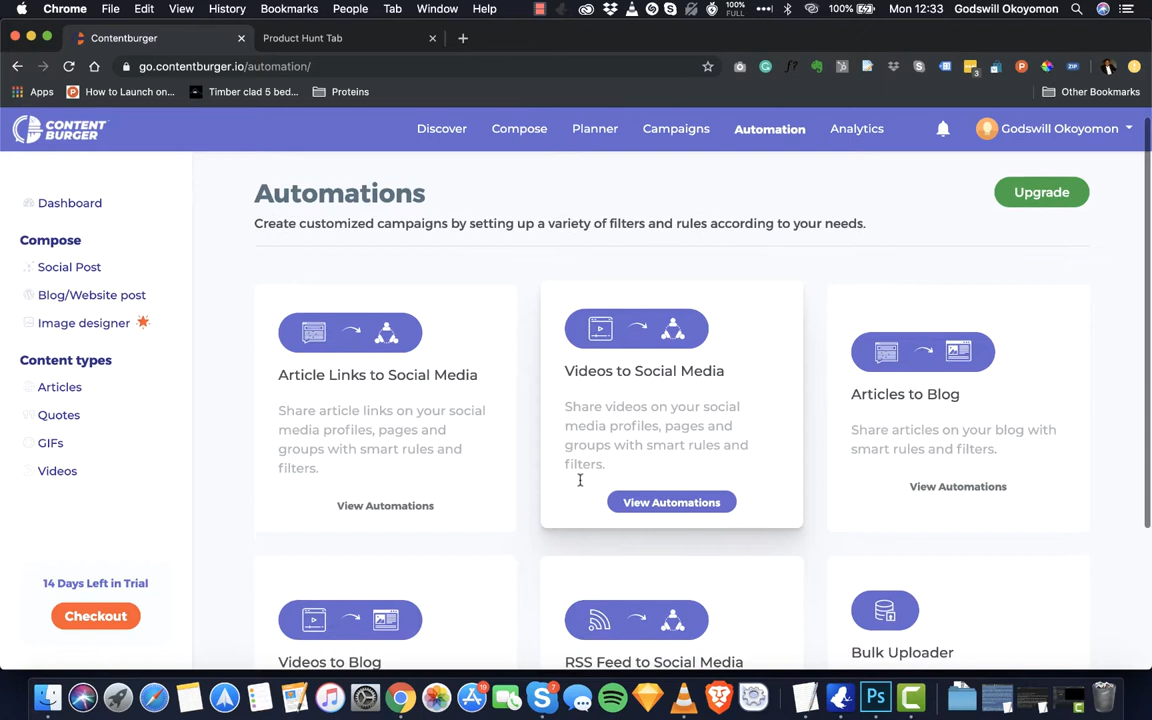 Chrome File Edit View History Bookmarks People Tab Window Help 100% FULL 100% Mon 12:33 Godswill Okoyomon
Contentburger Product Hunt Tab
go.contentburger.io/automation/
Apps How to Launch on... Timber clad 5 bed... Proteins Other Bookmarks
CONTENT
BURGER
Discover Compose Planner Campaigns Automation Analytics Godswill Okoyomon
Dashboard
Compose
Social Post
Blog/Website post
Image designer
Content types
Articles
Quotes
GIFs
Videos
14 Days Left in Trial
Checkout
Automations
Upgrade
Create customized campaigns by setting up a variety of filters and rules according to your needs.
Article Links to Social Media
Share article links on your social
media profiles, pages and
groups with smart rules and
filters.
View Automations
Videos to Social Media
Share videos on your social
media profiles, pages and
groups with smart rules and
filters.
View Automations
Articles to Blog
Share articles on your blog with
smart rules and filters.
View Automations
Videos to Blog
RSS Feed to Social Media
Bulk Uploader